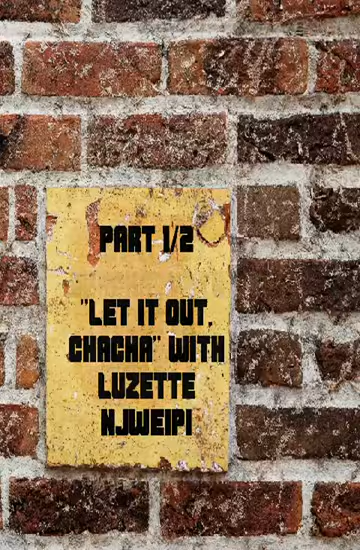 PART 1/2
"LET IT OUT,
CHACHA" WITH
LUZETTE
NJWEIPI